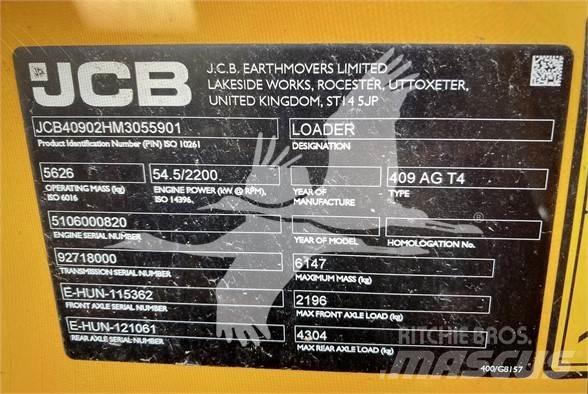 JCB
J.C.B. EARTHMOVERS LIMITED
LAKESIDE WORKS, ROCESTER, UTTOXETER,
UNITED KINGDOM, ST14 5JP
JCB40902HM3055901
Product Identification Number (PIN) ISO 10261
LOADER
DESIGNATION
5626
OPERATING MASS (kg)
ISO 6016
54.5/2200
ENGINE POWER (kW @ RPM),
ISO 14396.
YEAR OF
MANUFACTURE
409 AG T4
TYPE
5106000820
ENGINE SERIAL NUMBER
YEAR OF MODEL
HOMOLOGATION No.
92718000
TRANSMISSION SERIAL NUMBER
6147
MAXIMUM MASS (kg)
E-HUN-115362
FRONT AXLE SERIAL NUMBER
2196
MAX FRONT AXLE LOAD (kg)
E-HUN-121061
REAR AXLE SERIAL NUMBER
4304
MAX REAR AXLE LOAD (kg)
400/G8157
RITCHIE BROS.
MASCUS